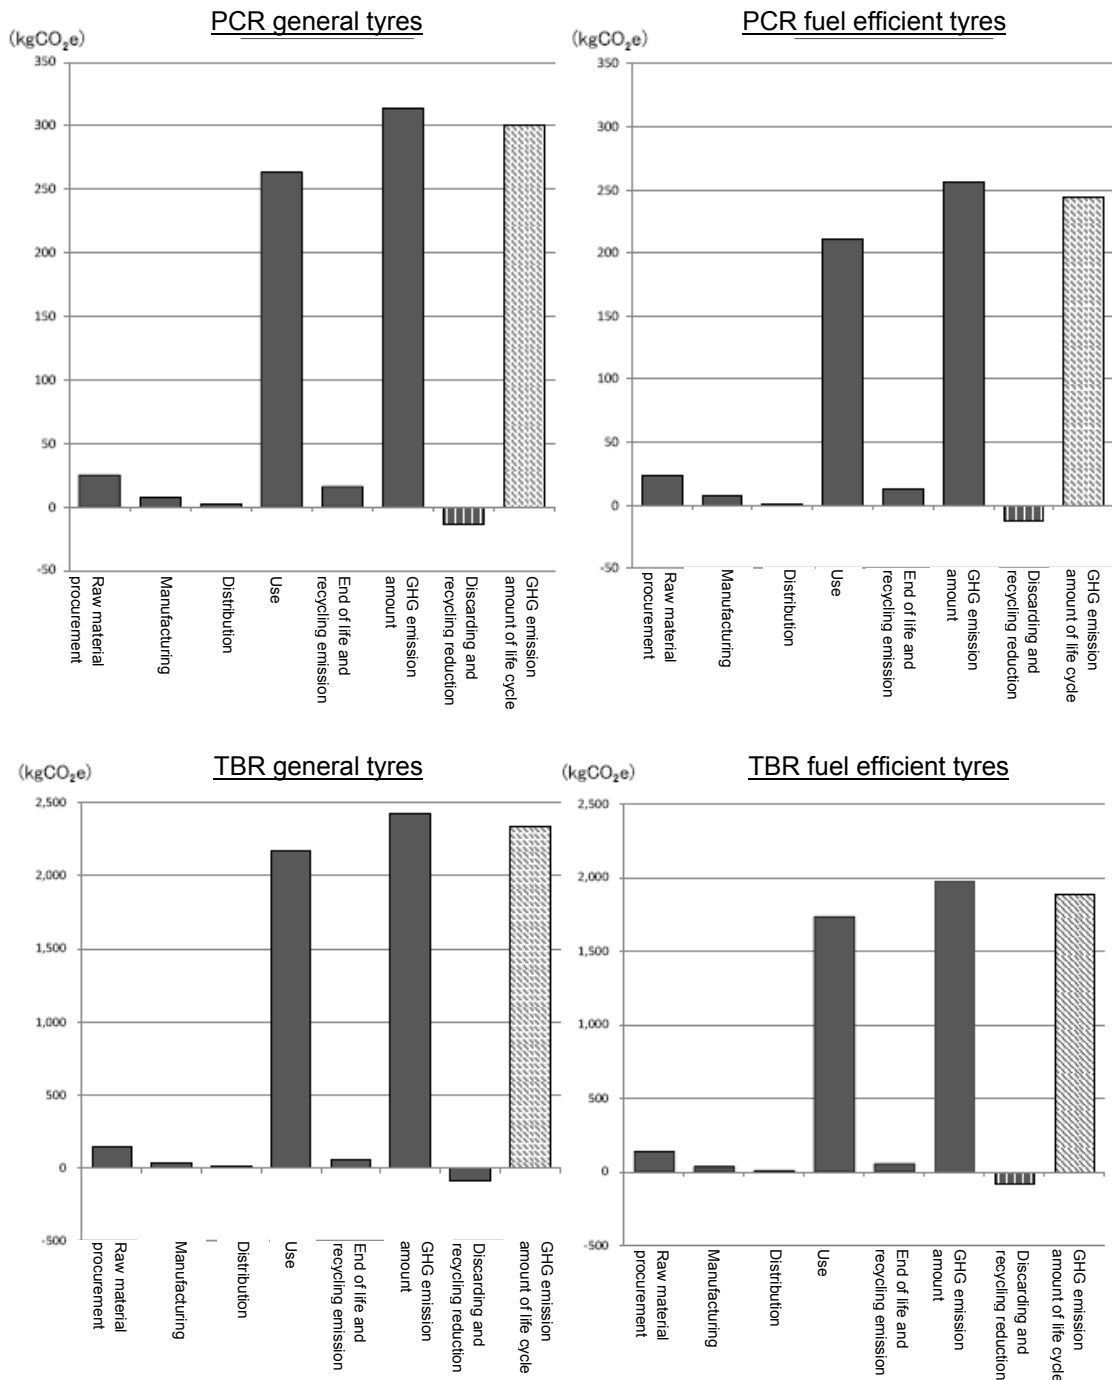 PCR general tyres
(kgCO₂e)
350
300
250
200
150
100
50
0
-50
Raw material
procurement
Manufacturing
Distribution
Use
End of life and
recycling emission
GHG emission
amount
Discarding and
recycling reduction
GHG emission
amount of life cycle
PCR fuel efficient tyres
(kgCO₂e)
350
300
250
200
150
100
50
0
-50
Raw material
procurement
Manufacturing
Distribution
Use
End of life and
recycling emission
GHG emission
amount
Discarding and
recycling reduction
GHG emission
amount of life cycle
TBR general tyres
(kgCO₂e)
2,500
2,000
1,500
1,000
500
0
-500
Raw material
procurement
Manufacturing
Distribution
Use
End of life and
recycling emission
GHG emission
amount
Discarding and
recycling reduction
GHG emission
amount of life cycle
TBR fuel efficient tyres
(kgCO₂e)
2,500
2,000
1,500
1,000
500
0
-500
Raw material
procurement
Manufacturing
Distribution
Use
End of life and
recycling emission
GHG emission
amount
Discarding and
recycling reduction
GHG emission
amount of life cycle